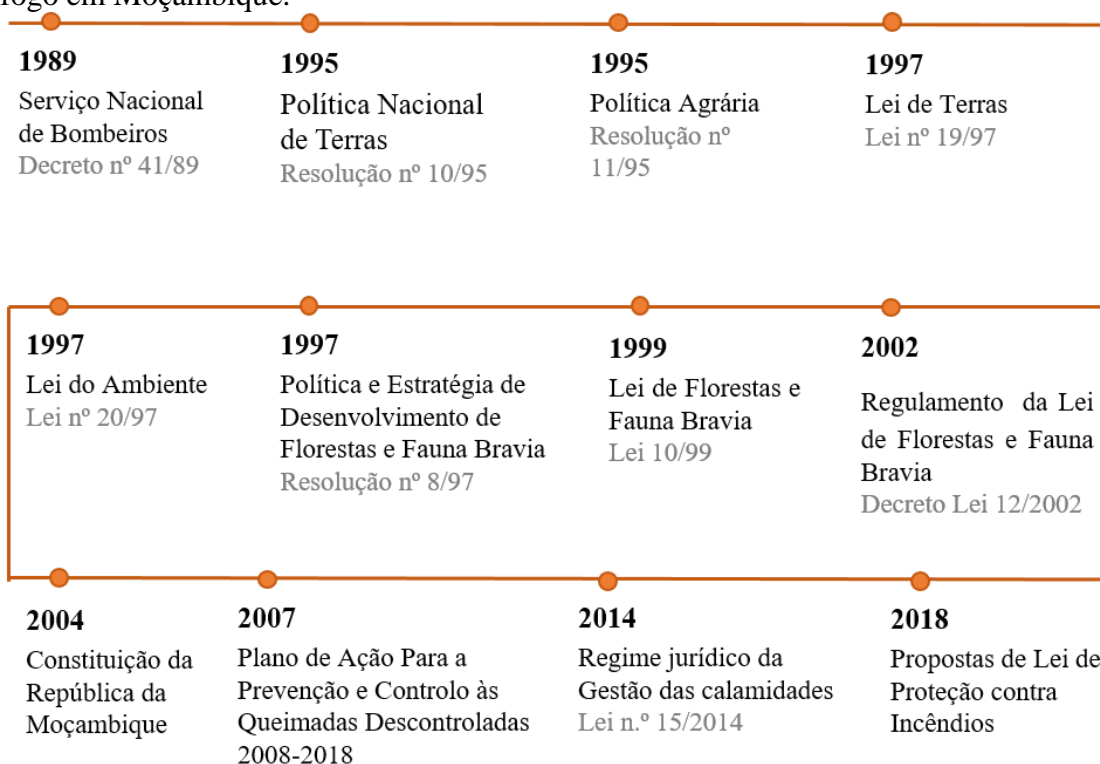 fogo em Moçambique.
1989
Serviço Nacional
de Bombeiros
Decreto nº 41/89
1995
Política Nacional
de Terras
Resolução nº 10/95
1995
Política Agrária
Resolução nº
11/95
1997
Lei de Terras
Lei nº 19/97
1997
Lei do Ambiente
Lei nº 20/97
1997
Política e Estratégia de
Desenvolvimento de
Florestas e Fauna Bravia
Resolução nº 8/97
1999
Lei de Florestas e
Fauna Bravia
Lei 10/99
2002
Regulamento da Lei
de Florestas e Fauna
Bravia
Decreto Lei 12/2002
2004
Constituição da
República da
Moçambique
2007
Plano de Ação Para a
Prevenção e Controlo às
Queimadas Descontroladas
2008-2018
2014
Regime jurídico da
Gestão das calamidades
Lei n.º 15/2014
2018
Propostas de Lei de
Proteção contra
Incêndios